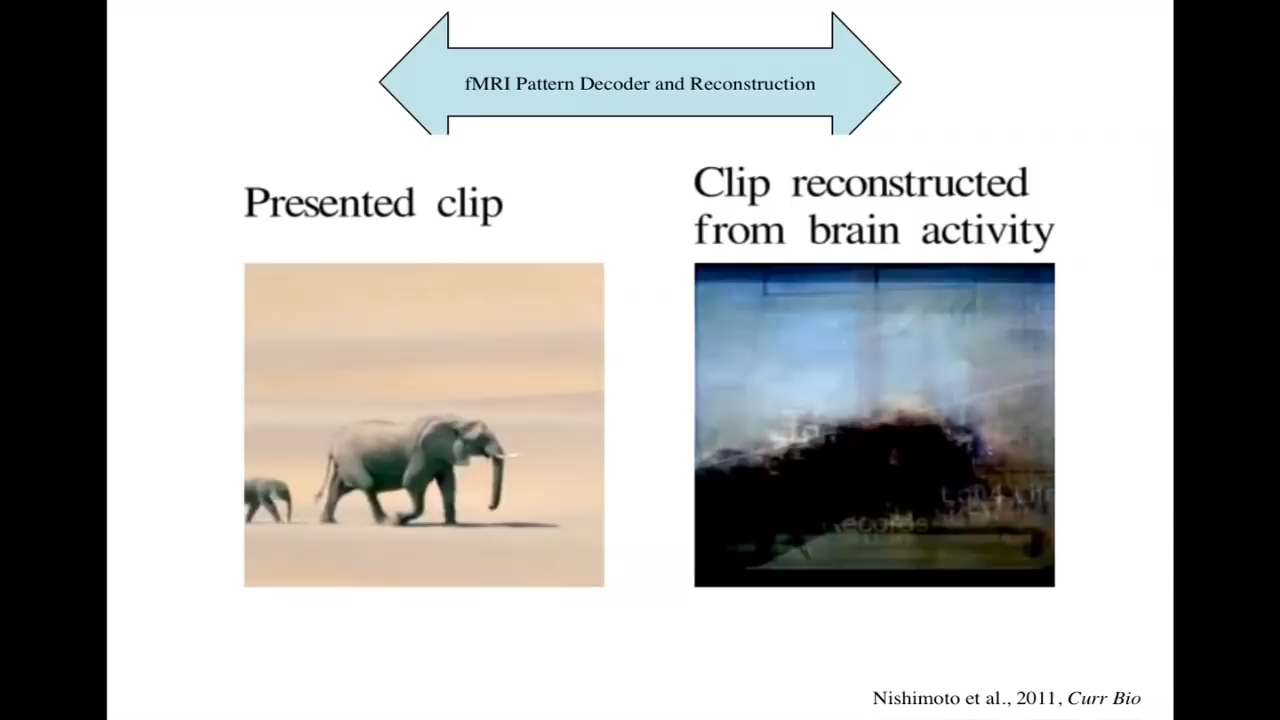 fMRI Pattern Decoder and Reconstruction
Presented clip
Clip reconstructed
from brain activity
Nishimoto et al., 2011, Curr Bio